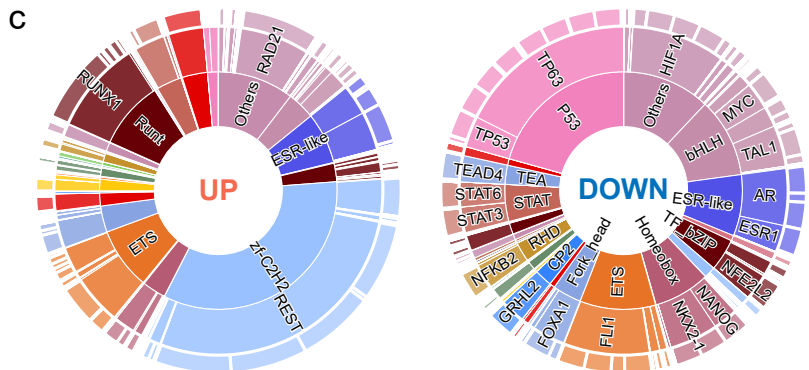 C
UP
Others
RAD21
ESR-like
zf-C2H2
REST
ETS
Runt
RUNX1
DOWN
Others
HIF1A
bHLH
MYC
TAL1
ESR-like
AR
ESR1
TF_bZIP
NFE2L2
Homeobox
NANOG
NKX2-1
ETS
FLI1
Fork_head
FOXA1
CP2
GRHL2
RHD
NFKB2
STAT
STAT3
STAT6
TEA
TEAD4
P53
TP53
TP63